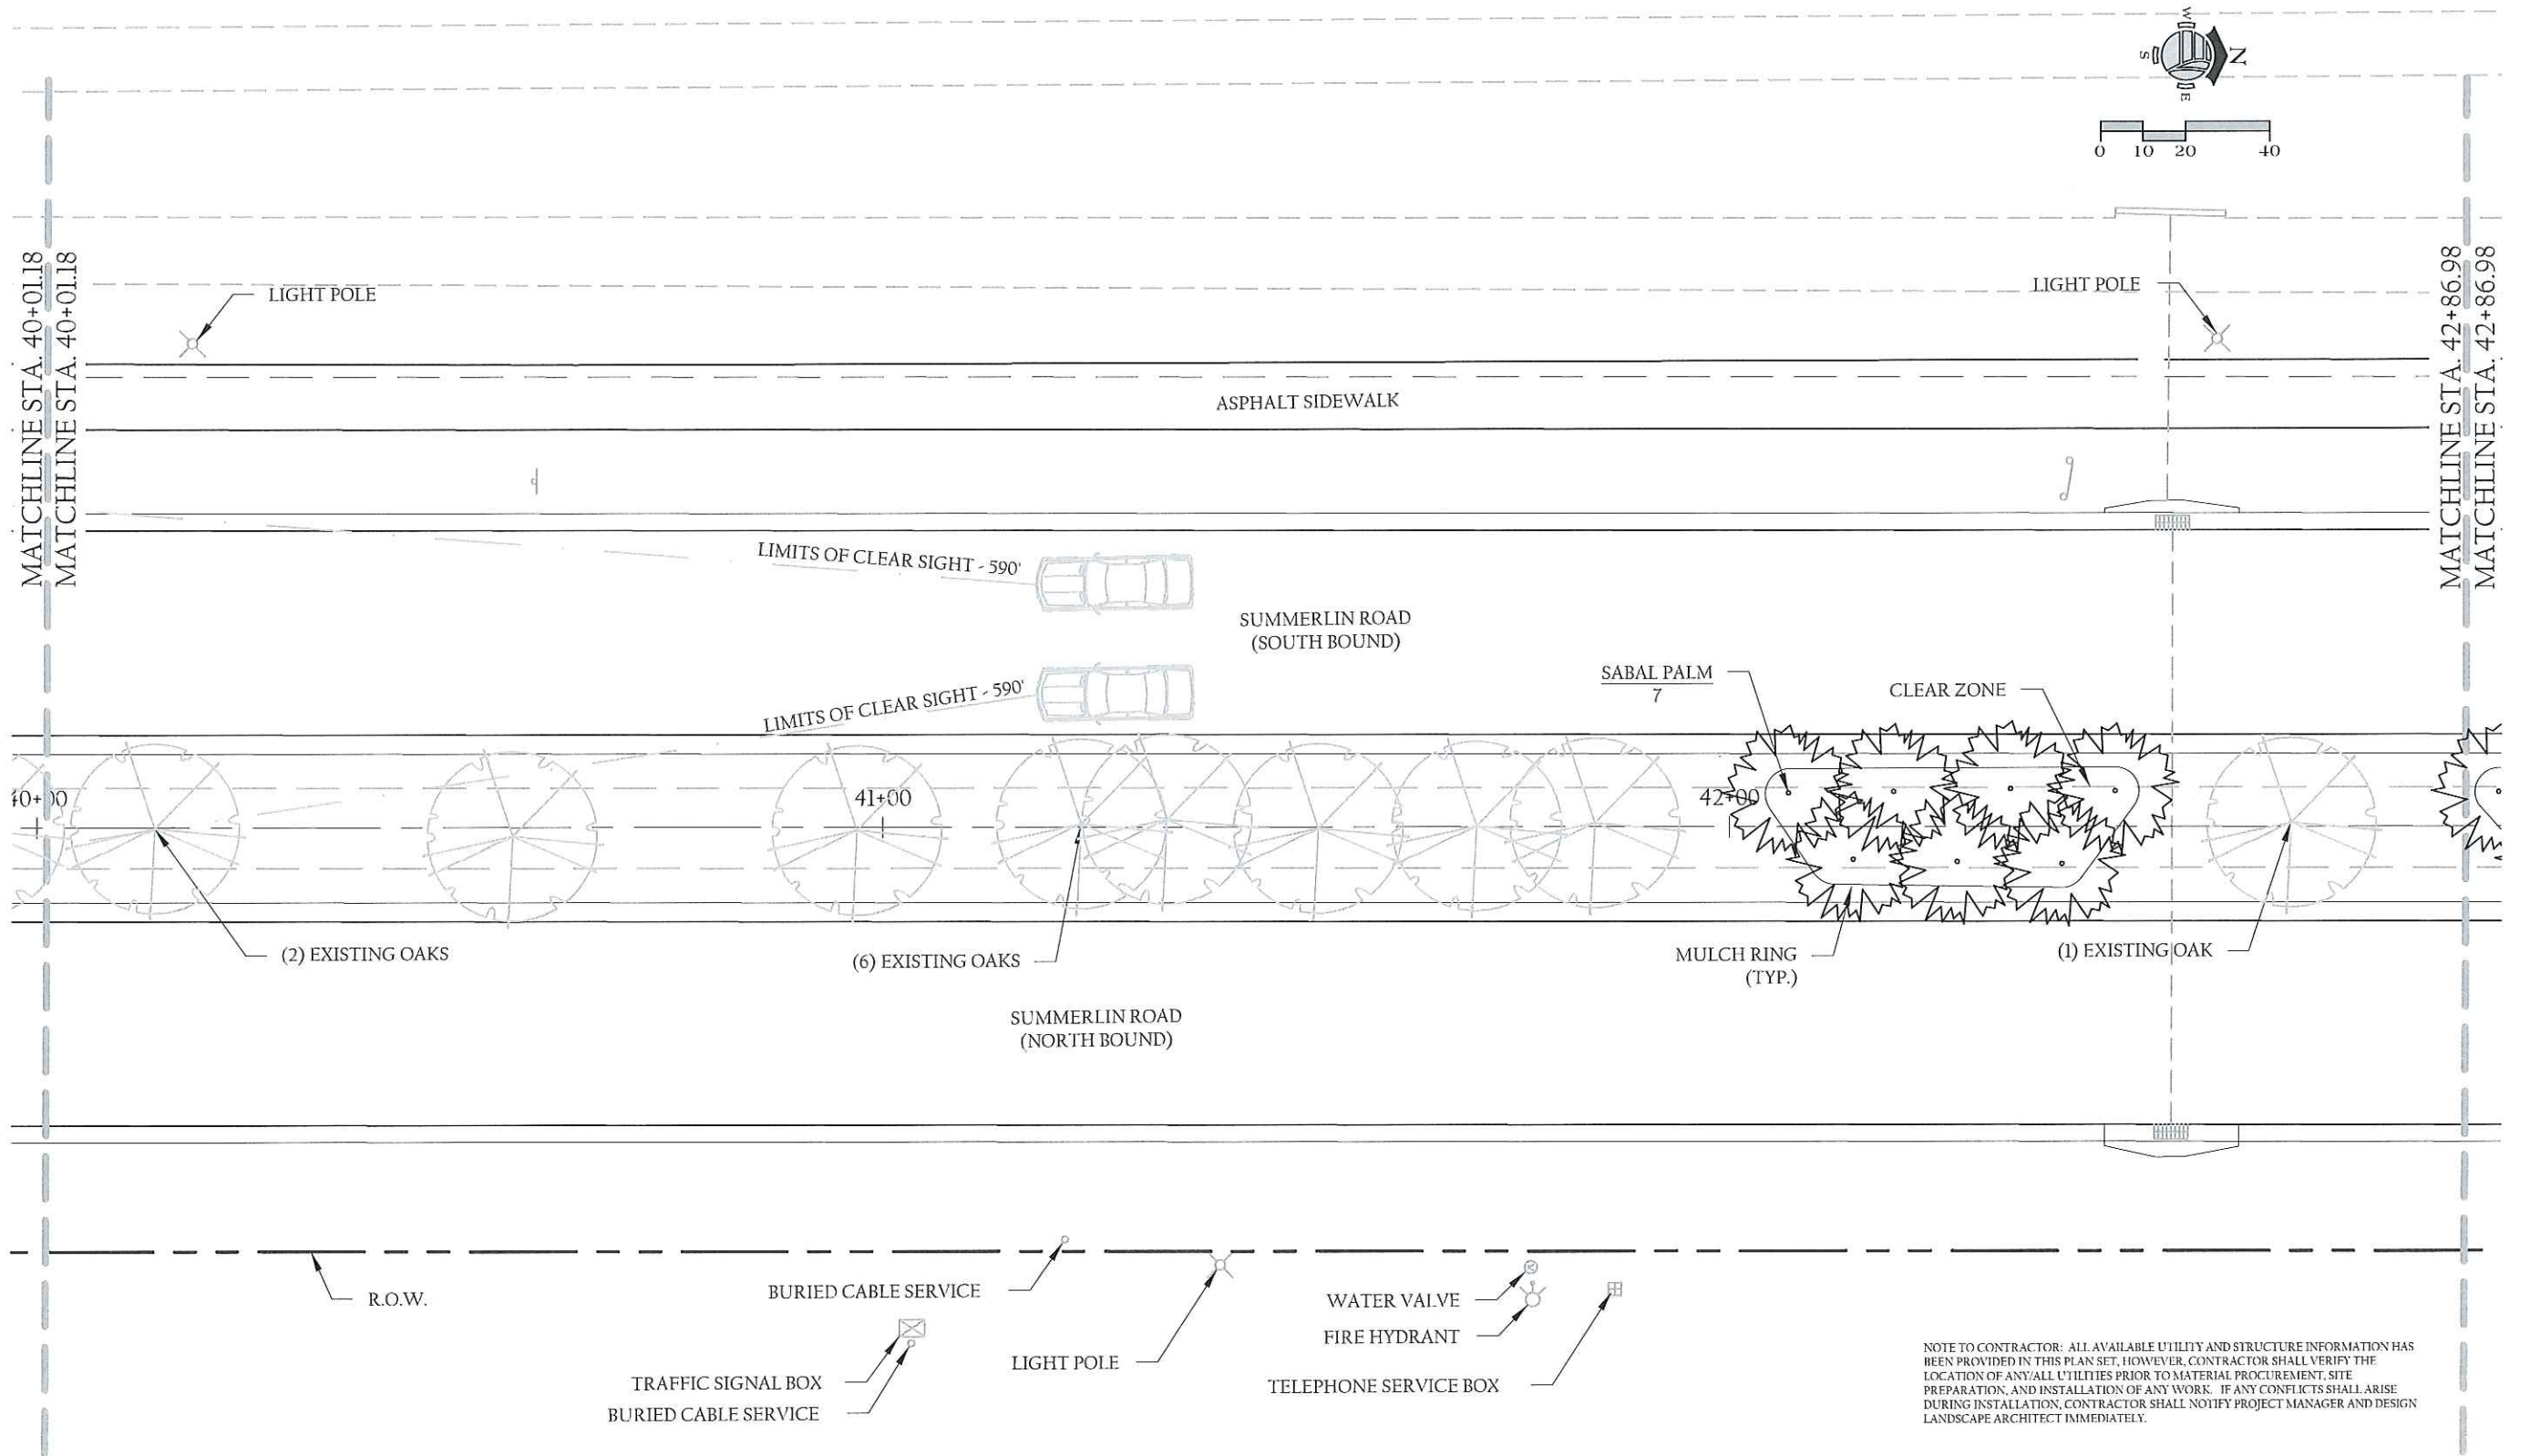 W
N
S
E
0 10 20 40
MATCHLINE STA. 40+01.18
MATCHLINE STA. 40+01.18
MATCHLINE STA. 42+86.98
MATCHLINE STA. 42+86.98
LIGHT POLE
LIGHT POLE
ASPHALT SIDEWALK
LIMITS OF CLEAR SIGHT - 590'
SUMMERLIN ROAD
(SOUTH BOUND)
LIMITS OF CLEAR SIGHT - 590'
SABAL PALM
7
CLEAR ZONE
40+00
41+00
42+00
(2) EXISTING OAKS
(6) EXISTING OAKS
MULCH RING
(TYP.)
(1) EXISTING OAK
SUMMERLIN ROAD
(NORTH BOUND)
R.O.W.
BURIED CABLE SERVICE
WATER VALVE
FIRE HYDRANT
LIGHT POLE
TRAFFIC SIGNAL BOX
BURIED CABLE SERVICE
TELEPHONE SERVICE BOX
NOTE TO CONTRACTOR: ALL AVAILABLE UTILITY AND STRUCTURE INFORMATION HAS
BEEN PROVIDED IN THIS PLAN SET, HOWEVER, CONTRACTOR SHALL VERIFY THE
LOCATION OF ANY/ALL UTILITIES PRIOR TO MATERIAL PROCUREMENT, SITE
PREPARATION, AND INSTALLATION OF ANY WORK. IF ANY CONFLICTS SHALL ARISE
DURING INSTALLATION, CONTRACTOR SHALL NOTIFY PROJECT MANAGER AND DESIGN
LANDSCAPE ARCHITECT IMMEDIATELY.